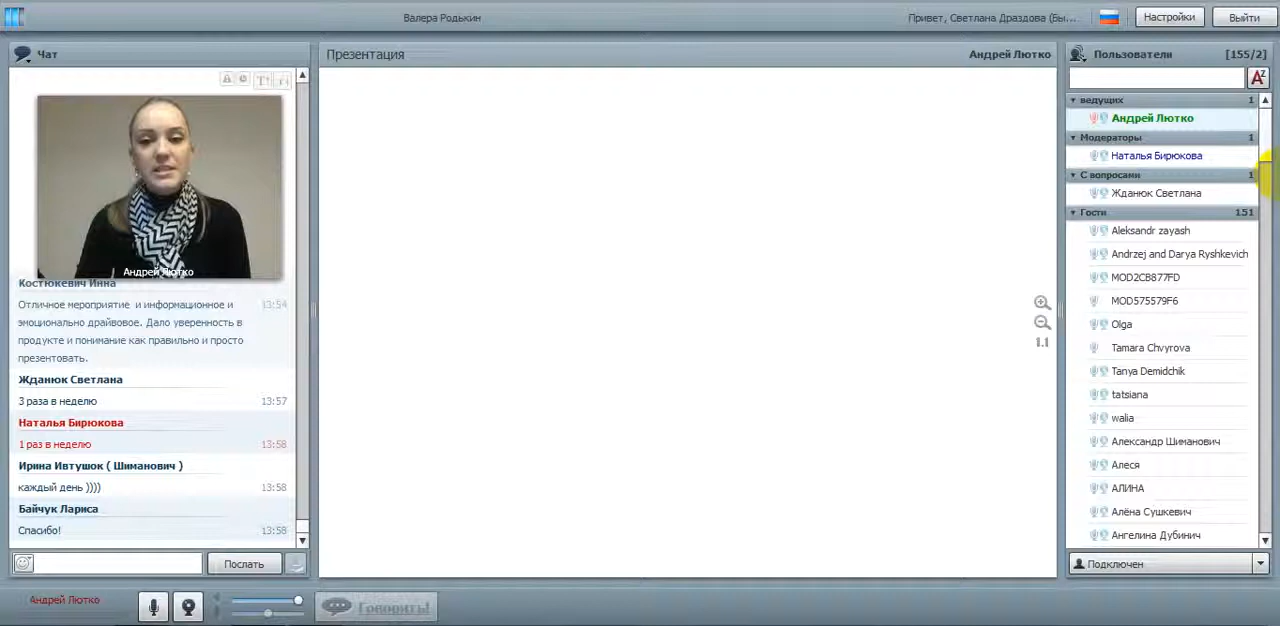 Валера Родькин
Привет, Светлана Драздова (Бы...
Настройки
Выйти
Чат
Андрей Лютко
Костюкевич Инна
Отличное мероприятие и информационное и
13:54
эмоционально драйвовое. Дало уверенность в
продукте и понимание как правильно и просто
презентовать.
Жданюк Светлана
3 раза в неделю
13:57
Наталья Бирюкова
1 раз в неделю
13:58
Ирина Ивтушок ( Шиманович )
каждый день ))))
13:58
Байчук Лариса
Спасибо!
13:58
Послать
Презентация
Андрей Лютко
1.1
Пользователи
[155/2]
ведущих 1
Андрей Лютко
Модераторы 1
Наталья Бирюкова
С вопросами 1
Жданюк Светлана
Гости 151
Aleksandr zayash
Andrzej and Darya Ryshkevich
MOD2CB877FD
MOD575579F6
Olga
Tamara Chvyrova
Tanya Demidchik
tatsiana
walia
Александр Шиманович
Алеся
АЛИНА
Алёна Сушкевич
Ангелина Дубинич
Подключен
Андрей Лютко
Говорить!